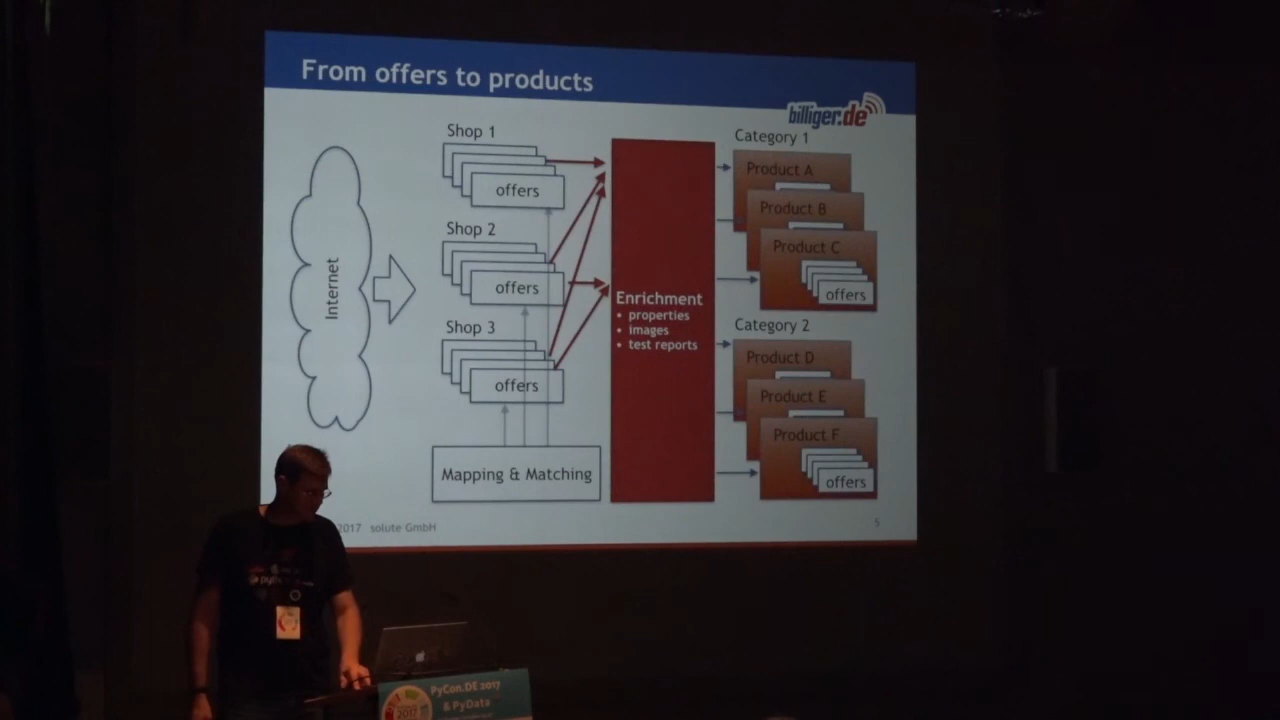 From offers to products
billiger.de
Shop 1
offers
Shop 2
offers
Shop 3
offers
Internet
Mapping & Matching
Enrichment
• properties
• images
• test reports
Category 1
Product A
Product B
Product C
offers
Category 2
Product D
Product E
Product F
offers
2017 solute GmbH
5
PyCon.DE 2017
& PyData
2017